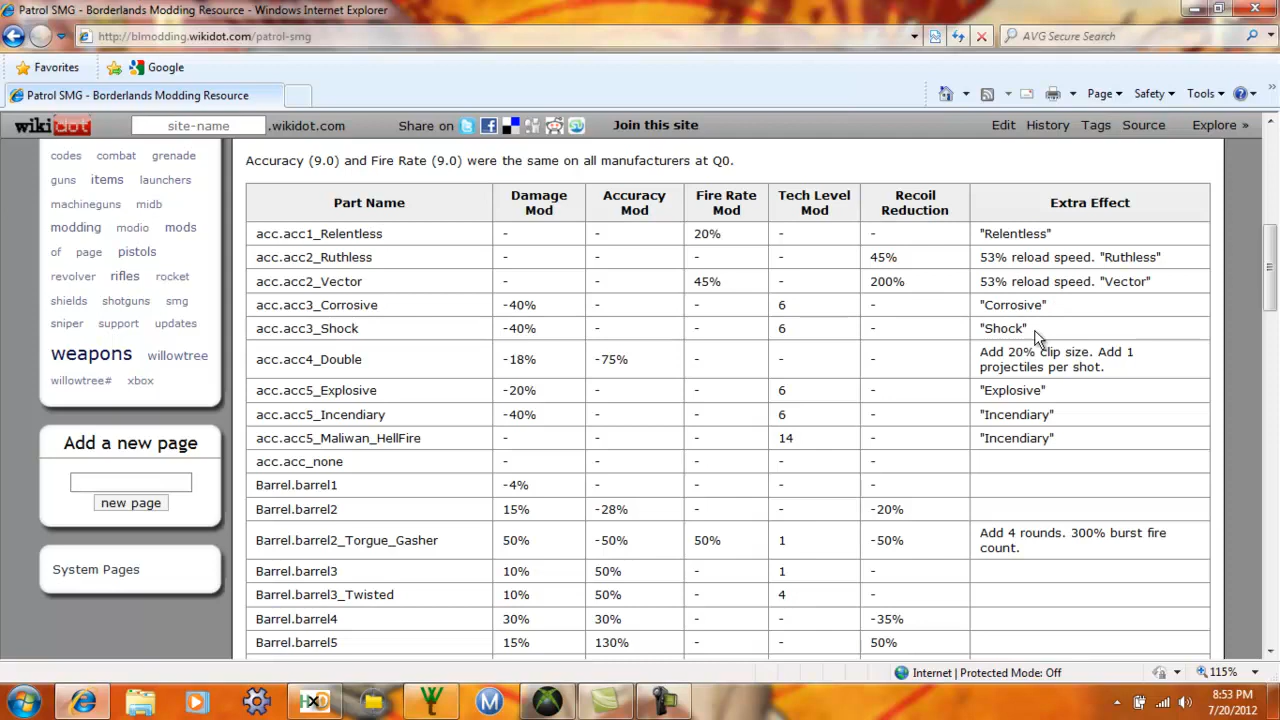 Patrol SMG - Borderlands Modding Resource - Windows Internet Explorer
http://blmodding.wikidot.com/patrol-smg
AVG Secure Search
Favorites Google
Patrol SMG - Borderlands Modding Resource
Page Safety Tools
wikidot site-name .wikidot.com Share on Join this site Edit History Tags Source Explore »
codes combat grenade
guns items launchers
machineguns midb
modding modio mods
of page pistols
revolver rifles rocket
shields shotguns smg
sniper support updates
weapons willowtree
willowtree# xbox
Add a new page
new page
System Pages
Accuracy (9.0) and Fire Rate (9.0) were the same on all manufacturers at Q0.
Part Name Damage Mod Accuracy Mod Fire Rate Mod Tech Level Mod Recoil Reduction Extra Effect
acc.acc1_Relentless - - 20% - - "Relentless"
acc.acc2_Ruthless - - - - 45% 53% reload speed. "Ruthless"
acc.acc2_Vector - - 45% - 200% 53% reload speed. "Vector"
acc.acc3_Corrosive -40% - - 6 - "Corrosive"
acc.acc3_Shock -40% - - 6 - "Shock"
acc.acc4_Double -18% -75% - - - Add 20% clip size. Add 1
projectiles per shot.
acc.acc5_Explosive -20% - - 6 - "Explosive"
acc.acc5_Incendiary -40% - - 6 - "Incendiary"
acc.acc5_Maliwan_HellFire - - - 14 - "Incendiary"
acc.acc_none - - - - -
Barrel.barrel1 -4% - - - -
Barrel.barrel2 15% -28% - - -20%
Barrel.barrel2_Torgue_Gasher 50% -50% 50% 1 -50% Add 4 rounds. 300% burst fire
count.
Barrel.barrel3 10% 50% - 1 -
Barrel.barrel3_Twisted 10% 50% - 4 -
Barrel.barrel4 30% 30% - - -35%
Barrel.barrel5 15% 130% - - 50%
Internet | Protected Mode: Off 115%
8:53 PM
7/20/2012